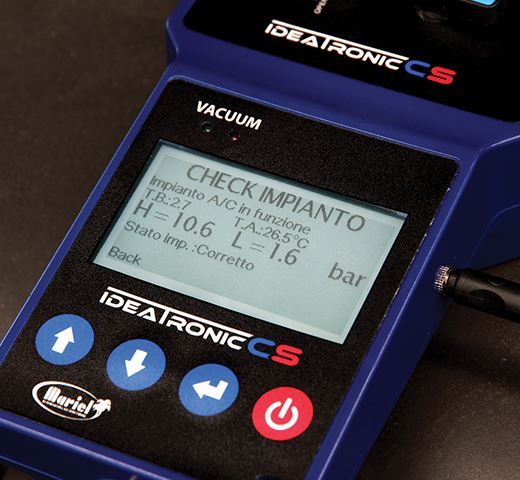 IDEATRONIC CS
VACUUM
CHECK IMPIANTO
Impianto A/C in funzione
T.B.:2.7 T.A.:26.5°C
H = 10.6 L = 1.6 bar
Stato imp.:Corretto
Back
IDEATRONIC CS
Mariel